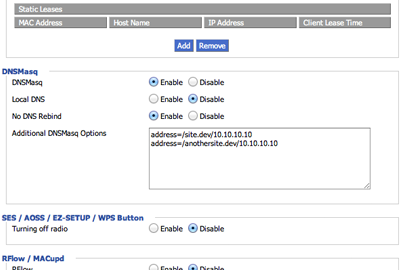 Static Leases
MAC Address Host Name IP Address Client Lease Time
Add Remove
DNSMasq
DNSMasq Enable Disable
Local DNS Enable Disable
No DNS Rebind Enable Disable
Additional DNSMasq Options
address=/site.dev/10.10.10.10
address=/anothersite.dev/10.10.10.10
SES / AOSS / EZ-SETUP / WPS Button
Turning off radio Enable Disable
RFlow / MACupd
RFlow Enable Disable